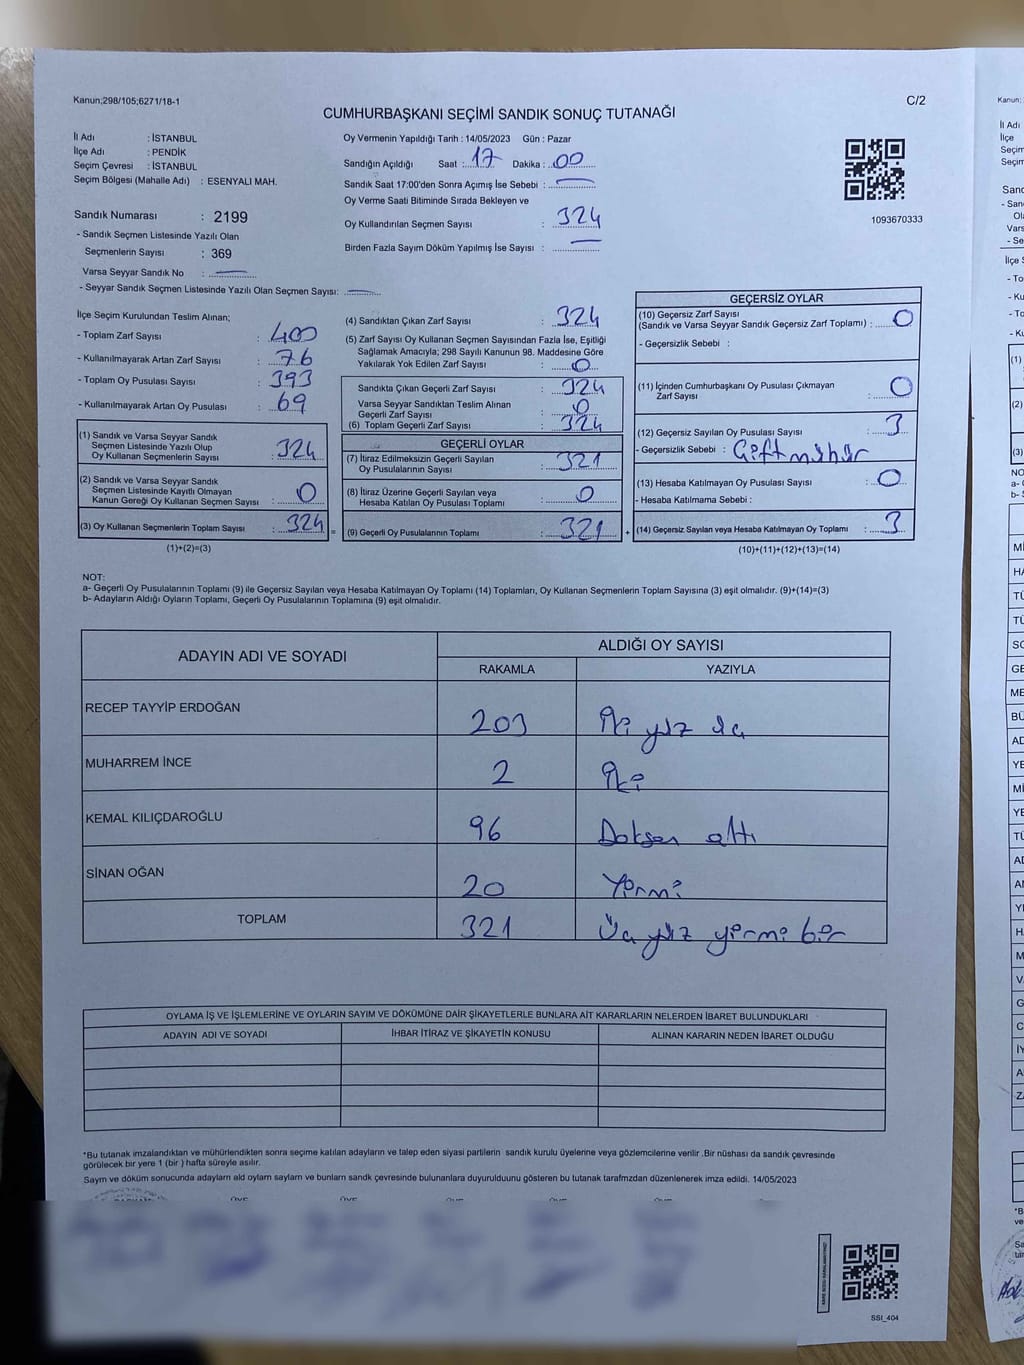 Kanun;298/105;6271/18-1
C/2
CUMHURBAŞKANI SEÇİMİ SANDIK SONUÇ TUTANAĞI
İl Adı : İSTANBUL
İlçe Adı : PENDİK
Seçim Çevresi : İSTANBUL
Seçim Bölgesi (Mahalle Adı) : ESENYALI MAH.
Sandık Numarası : 2199
- Sandık Seçmen Listesinde Yazılı Olan
Seçmenlerin Sayısı : 369
Varsa Seyyar Sandık No :
- Seyyar Sandık Seçmen Listesinde Yazılı Olan Seçmen Sayısı:
Oy Vermenin Yapıldığı Tarih : 14/05/2023 Gün : Pazar
Sandığın Açıldığı Saat : 17 Dakika : 00
Sandık Saat 17:00'den Sonra Açımış İse Sebebi :
Oy Verme Saati Bitiminde Sırada Bekleyen ve
Oy Kullandırılan Seçmen Sayısı : 324
Birden Fazla Sayım Döküm Yapılmış İse Sayısı :
1093670333
İlçe Seçim Kurulundan Teslim Alınan;
- Toplam Zarf Sayısı : 400
- Kullanılmayarak Artan Zarf Sayısı : 76
- Toplam Oy Pusulası Sayısı : 393
- Kullanılmayarak Artan Oy Pusulası : 69
(1) Sandık ve Varsa Seyyar Sandık
Seçmen Listesinde Yazılı Olup
Oy Kullanan Seçmenlerin Sayısı : 324
(2) Sandık ve Varsa Seyyar Sandık
Seçmen Listesinde Kayıtlı Olmayan
Kanun Gereği Oy Kullanan Seçmen Sayısı : 0
(3) Oy Kullanan Seçmenlerin Toplam Sayısı : 324
(1)+(2)=(3)
(4) Sandıktan Çıkan Zarf Sayısı : 324
(5) Zarf Sayısı Oy Kullanan Seçmen Sayısından Fazla İse, Eşitliği
Sağlamak Amacıyla; 298 Sayılı Kanunun 98. Maddesine Göre
Yakılarak Yok Edilen Zarf Sayısı : 0
Sandıkta Çıkan Geçerli Zarf Sayısı : 324
Varsa Seyyar Sandıktan Teslim Alınan
Geçerli Zarf Sayısı : 0
(6) Toplam Geçerli Zarf Sayısı : 324
GEÇERLİ OYLAR
(7) İtiraz Edilmeksizin Geçerli Sayılan
Oy Pusulalarının Sayısı : 321
(8) İtiraz Üzerine Geçerli Sayılan veya
Hesaba Katılan Oy Pusulası Toplamı : 0
(9) Geçerli Oy Pusulalarının Toplamı : 321
GEÇERSİZ OYLAR
(10) Geçersiz Zarf Sayısı
(Sandık ve Varsa Seyyar Sandık Geçersiz Zarf Toplamı) : 0
- Geçersizlik Sebebi :
(11) İçinden Cumhurbaşkanı Oy Pusulası Çıkmayan
Zarf Sayısı : 0
(12) Geçersiz Sayılan Oy Pusulası Sayısı : 3
- Geçersizlik Sebebi : Çift mühür
(13) Hesaba Katılmayan Oy Pusulası Sayısı : 0
- Hesaba Katılmama Sebebi :
(14) Geçersiz Sayılan veya Hesaba Katılmayan Oy Toplamı : 3
(10)+(11)+(12)+(13)=(14)
NOT:
a- Geçerli Oy Pusulalarının Toplamı (9) ile Geçersiz Sayılan veya Hesaba Katılmayan Oy Toplamı (14) Toplamları, Oy Kullanan Seçmenlerin Toplam Sayısına (3) eşit olmalıdır. (9)+(14)=(3)
b- Adayların Aldığı Oyların Toplamı, Geçerli Oy Pusulalarının Toplamına (9) eşit olmalıdır.
ADAYIN ADI VE SOYADI
ALDIĞI OY SAYISI
RAKAMLA YAZIYLA
RECEP TAYYİP ERDOĞAN 203 İki yüz üç
MUHARREM İNCE 2 İki
KEMAL KILIÇDAROĞLU 96 Doksan altı
SİNAN OĞAN 20 Yirmi
TOPLAM 321 Üç yüz yirmi bir
OYLAMA İŞ VE İŞLEMLERİNE VE OYLARIN SAYIM VE DÖKÜMÜNE DAİR ŞİKAYETLERLE BUNLARA AİT KARARLARIN NELERDEN İBARET BULUNDUKLARI
ADAYIN ADI VE SOYADI İHBAR İTİRAZ VE ŞİKAYETİN KONUSU ALINAN KARARIN NEDEN İBARET OLDUĞU
*Bu tutanak imzalandıktan ve mühürlendikten sonra seçime katılan adayların ve talep eden siyasi partilerin sandık kurulu üyelerine veya gözlemcilerine verilir .Bir nüshası da sandık çevresinde
görülecek bir yere 1 (bir ) hafta süreyle asılır.
Sayım ve döküm sonucunda adayların ald oylam sayların ve bunların sandk çevresinde bulunanlara duyurulduunu gösteren bu tutanak tarafmzdan düzenlenerek imza edildi. 14/05/2023
SSI_404
Kanun;
İl Adı
İlçe
Seçim